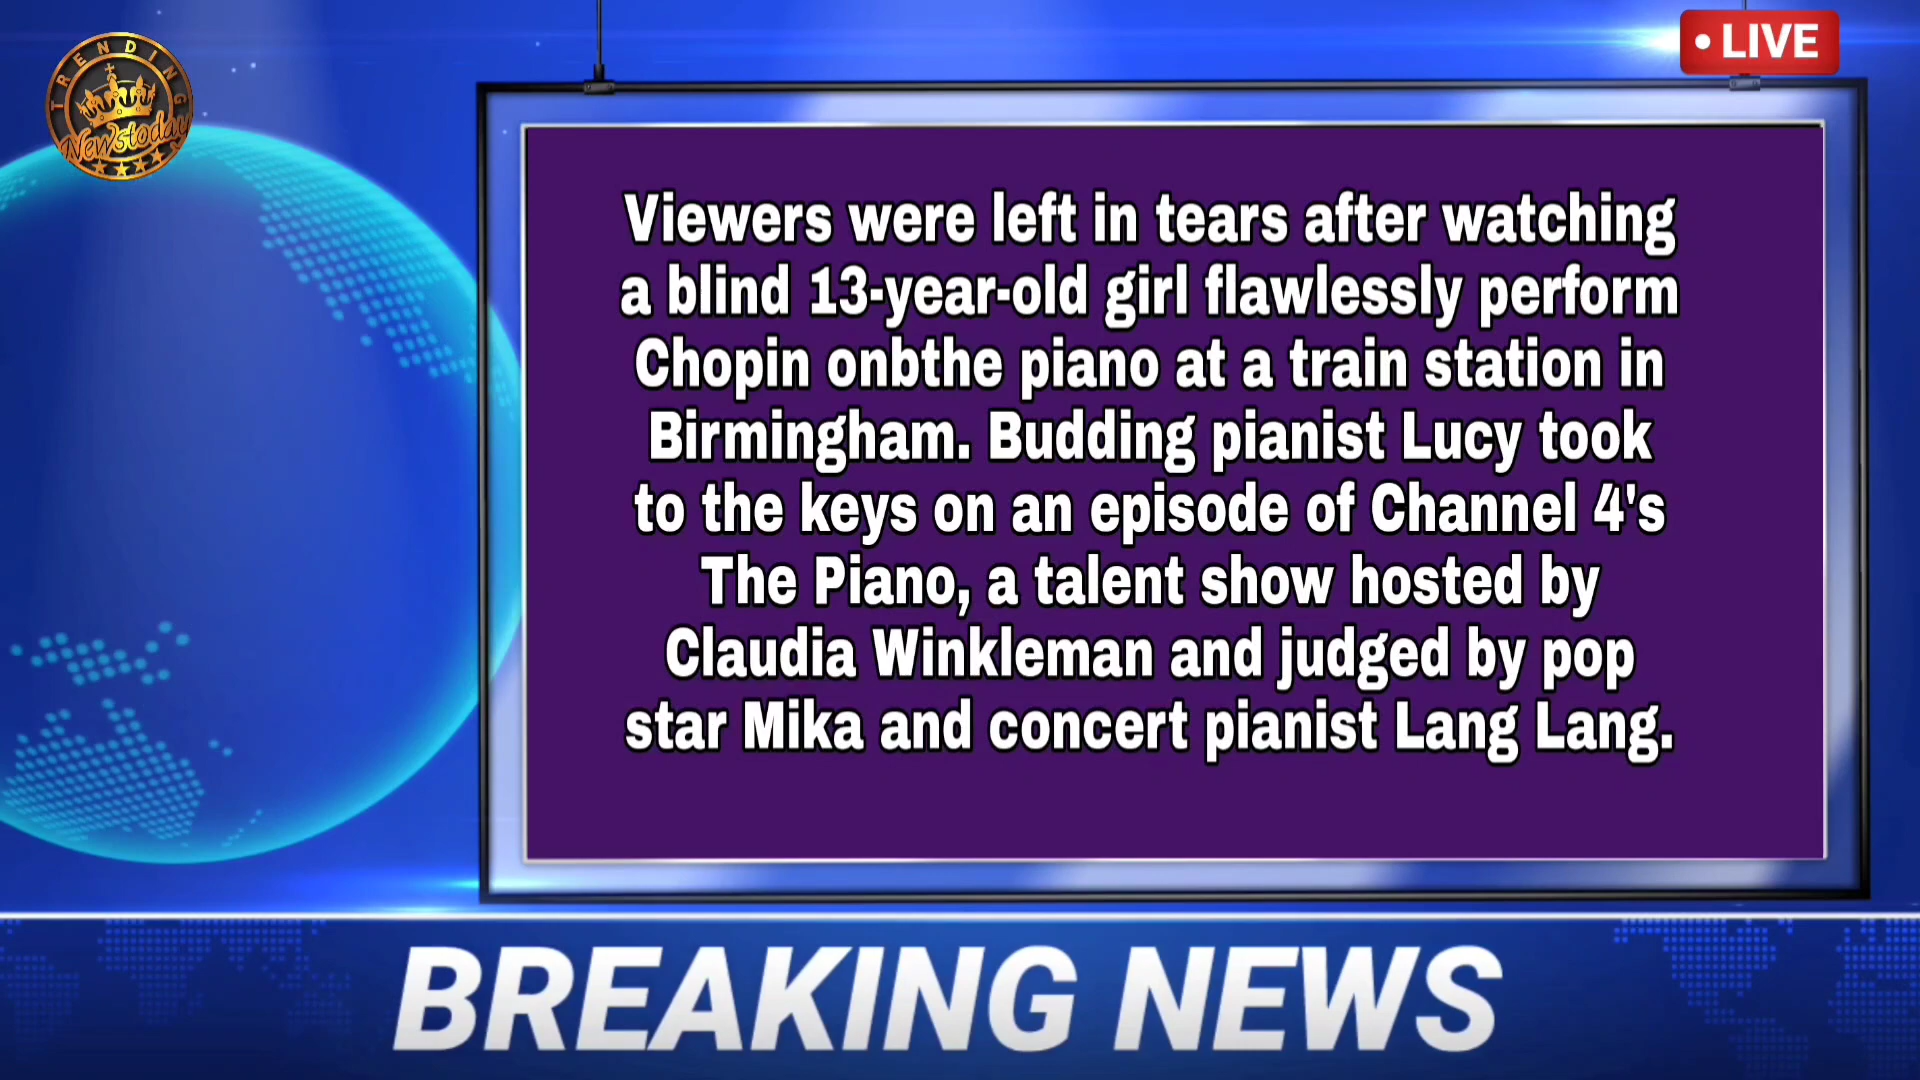 TRENDING
Newstoday
• LIVE
Viewers were left in tears after watching
a blind 13-year-old girl flawlessly perform
Chopin onbthe piano at a train station in
Birmingham. Budding pianist Lucy took
to the keys on an episode of Channel 4's
The Piano, a talent show hosted by
Claudia Winkleman and judged by pop
star Mika and concert pianist Lang Lang.
BREAKING NEWS